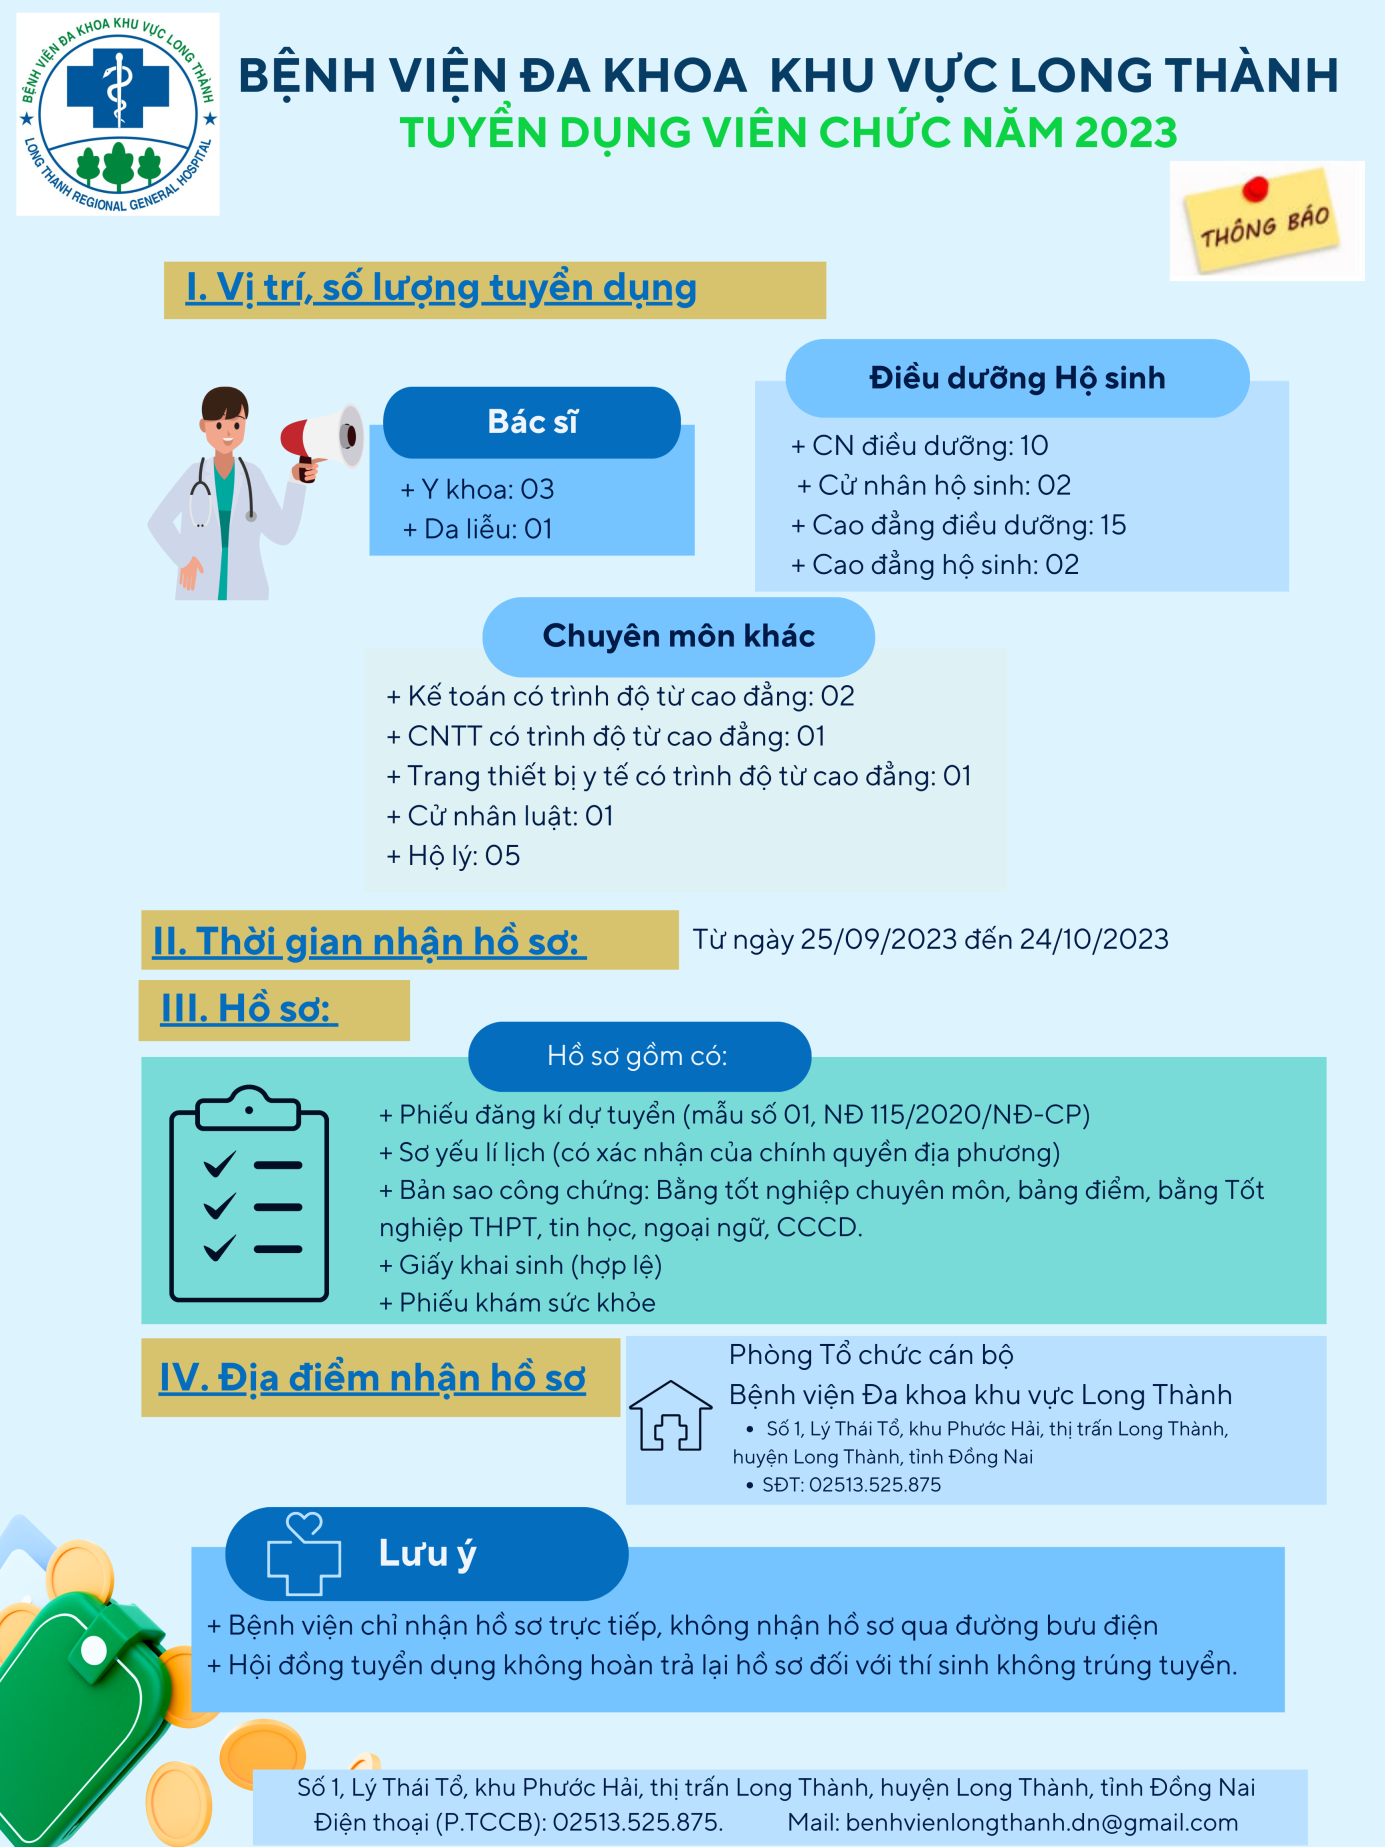 BỆNH VIỆN ĐA KHOA KHU VỰC LONG THÀNH
LONG THANH REGIONAL GENERAL HOSPITAL
BỆNH VIỆN ĐA KHOA KHU VỰC LONG THÀNH
TUYỂN DỤNG VIÊN CHỨC NĂM 2023
THÔNG BÁO
I. Vị trí, số lượng tuyển dụng
Bác sĩ
+ Y khoa: 03
+ Da liễu: 01
Điều dưỡng Hộ sinh
+ CN điều dưỡng: 10
+ Cử nhân hộ sinh: 02
+ Cao đẳng điều dưỡng: 15
+ Cao đẳng hộ sinh: 02
Chuyên môn khác
+ Kế toán có trình độ từ cao đẳng: 02
+ CNTT có trình độ từ cao đẳng: 01
+ Trang thiết bị y tế có trình độ từ cao đẳng: 01
+ Cử nhân luật: 01
+ Hộ lý: 05
II. Thời gian nhận hồ sơ: Từ ngày 25/09/2023 đến 24/10/2023
III. Hồ sơ:
Hồ sơ gồm có:
+ Phiếu đăng kí dự tuyển (mẫu số 01, NĐ 115/2020/NĐ-CP)
+ Sơ yếu lí lịch (có xác nhận của chính quyền địa phương)
+ Bản sao công chứng: Bằng tốt nghiệp chuyên môn, bảng điểm, bằng Tốt
nghiệp THPT, tin học, ngoại ngữ, CCCD.
+ Giấy khai sinh (hợp lệ)
+ Phiếu khám sức khỏe
IV. Địa điểm nhận hồ sơ
Phòng Tổ chức cán bộ
Bệnh viện Đa khoa khu vực Long Thành
• Số 1, Lý Thái Tổ, khu Phước Hải, thị trấn Long Thành,
huyện Long Thành, tỉnh Đồng Nai
• SĐT: 02513.525.875
Lưu ý
+ Bệnh viện chỉ nhận hồ sơ trực tiếp, không nhận hồ sơ qua đường bưu điện
+ Hội đồng tuyển dụng không hoàn trả lại hồ sơ đối với thí sinh không trúng tuyển.
Số 1, Lý Thái Tổ, khu Phước Hải, thị trấn Long Thành, huyện Long Thành, tỉnh Đồng Nai
Điện thoại (P.TCCB): 02513.525.875. Mail: benhvienlongthanh.dn@gmail.com